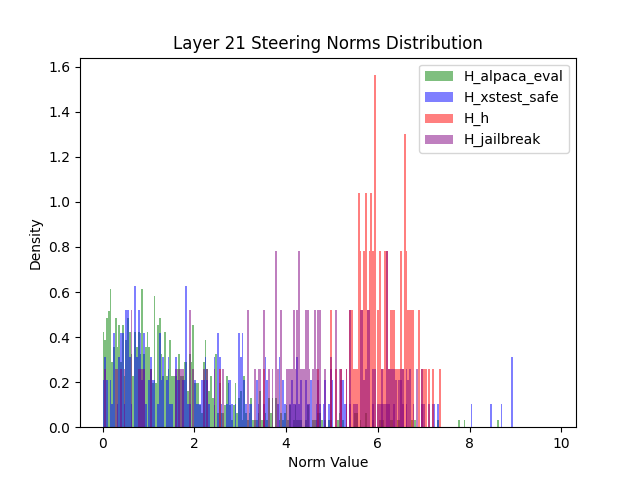 Layer 21 Steering Norms Distribution
H_alpaca_eval
H_xstest_safe
H_h
H_jailbreak
Density
1.6
1.4
1.2
1.0
0.8
0.6
0.4
0.2
0.0
0 2 4 6 8 10
Norm Value